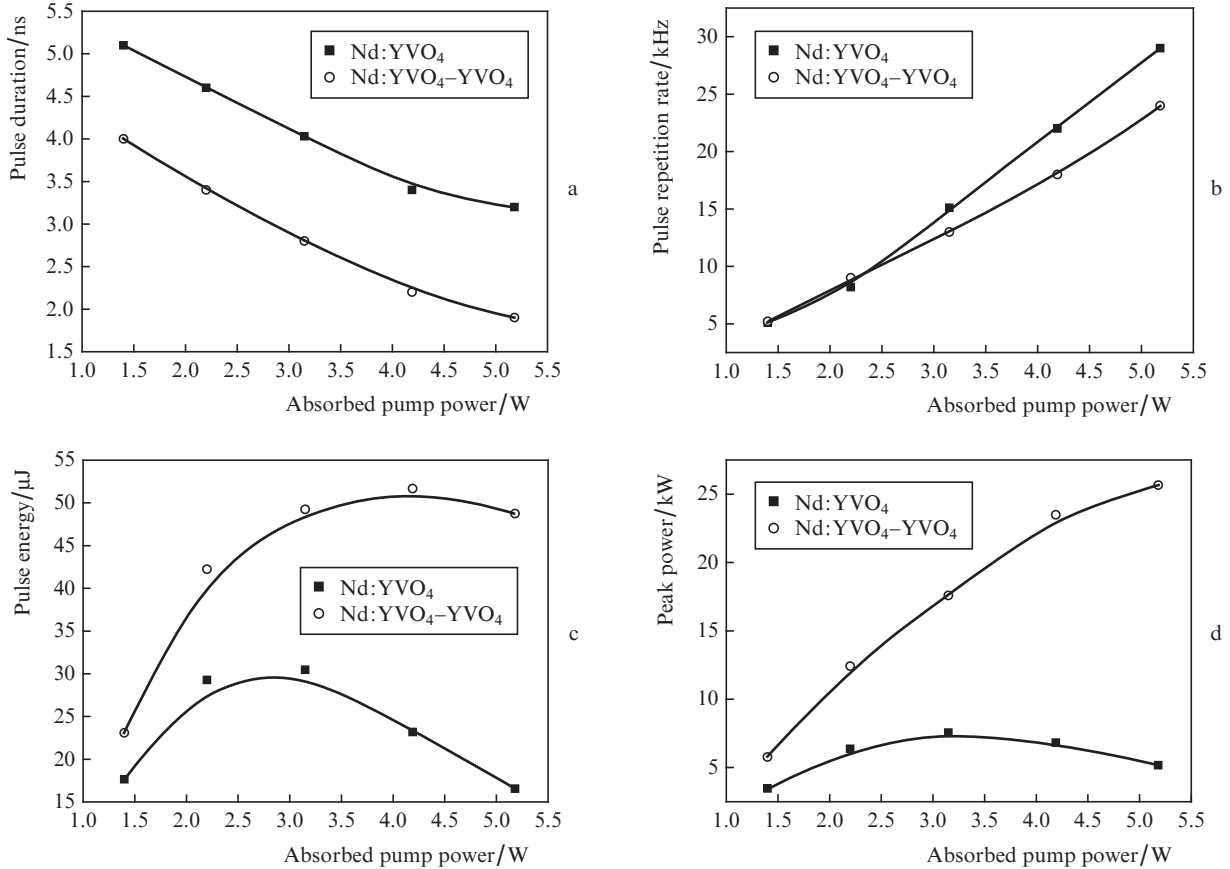 Pulse duration/ns
5.5
5.0
4.5
4.0
3.5
3.0
2.5
2.0
1.5
Nd:YVO₄
Nd:YVO₄–YVO₄
1.0 1.5 2.0 2.5 3.0 3.5 4.0 4.5 5.0 5.5
Absorbed pump power/W
a
Pulse repetition rate/kHz
30
25
20
15
10
5
Nd:YVO₄
Nd:YVO₄–YVO₄
1.0 1.5 2.0 2.5 3.0 3.5 4.0 4.5 5.0 5.5
Absorbed pump power/W
b
Pulse energy/µJ
55
50
45
40
35
30
25
20
15
Nd:YVO₄
Nd:YVO₄–YVO₄
1.0 1.5 2.0 2.5 3.0 3.5 4.0 4.5 5.0 5.5
Absorbed pump power/W
c
Peak power/kW
25
20
15
10
5
Nd:YVO₄
Nd:YVO₄–YVO₄
1.0 1.5 2.0 2.5 3.0 3.5 4.0 4.5 5.0 5.5
Absorbed pump power/W
d